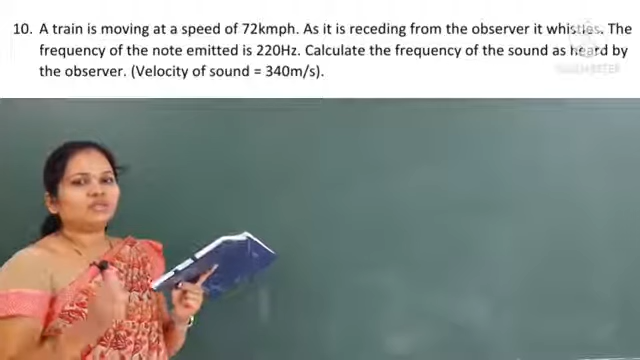 10. A train is moving at a speed of 72kmph. As it is receding from the observer it whistles. The
frequency of the note emitted is 220Hz. Calculate the frequency of the sound as heard by
the observer. (Velocity of sound = 340m/s).